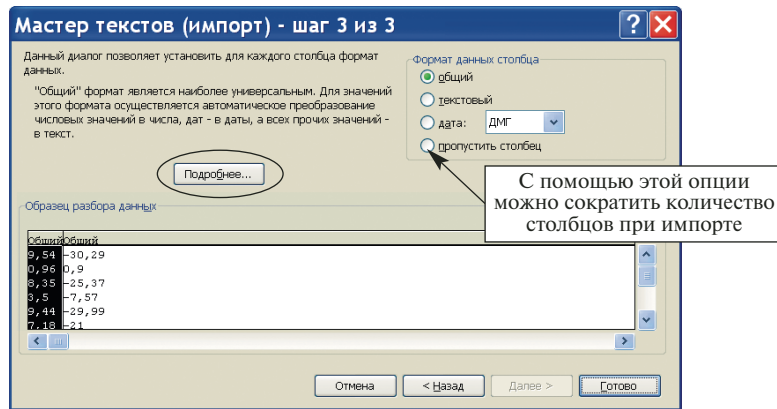 Мастер текстов (импорт) - шаг 3 из 3
Данный диалог позволяет установить для каждого столбца формат
данных.
"Общий" формат является наиболее универсальным. Для значений
этого формата осуществляется автоматическое преобразование
числовых значений в числа, дат - в даты, а всех прочих значений -
в текст.
Подробнее...
Формат данных столбца
общий
текстовый
дата: ДМГ
пропустить столбец
С помощью этой опции
можно сократить количество
столбцов при импорте
Образец разбора данных
Общий Общий
9,54 -30,29
0,96 0,9
8,35 -25,37
3,5 -7,57
9,44 -29,99
7,18 -21
Отмена < Назад Далее > Готово